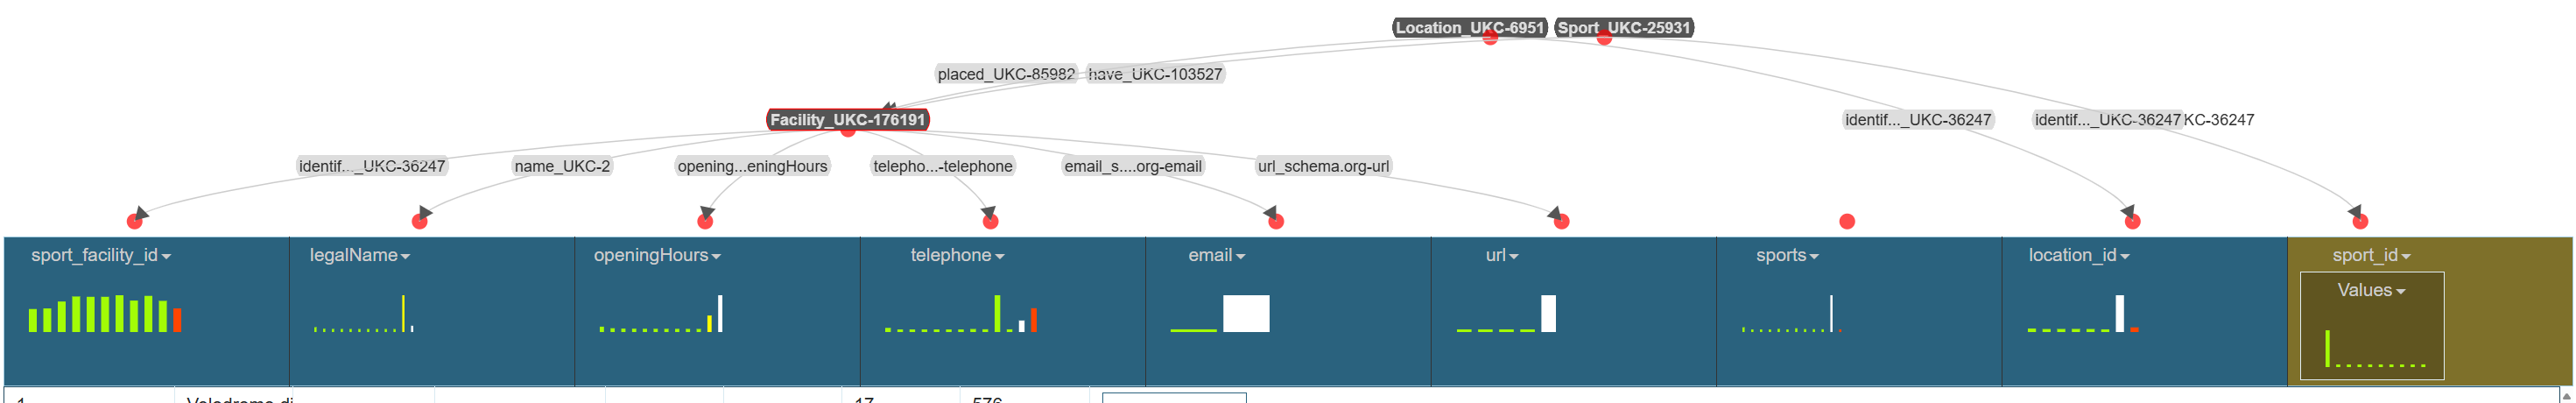 Location_UKC-6951 Sport_UKC-25931
placed_UKC-85982 have_UKC-103527
Facility_UKC-176191 identif..._UKC-36247 identif..._UKC-36247 KC-36247
identif..._UKC-36247 name_UKC-2 opening...eningHours telepho...-telephone email_s....org-email url_schema.org-url
sport_facility_id legalName openingHours telephone email url sports location_id sport_id
Values